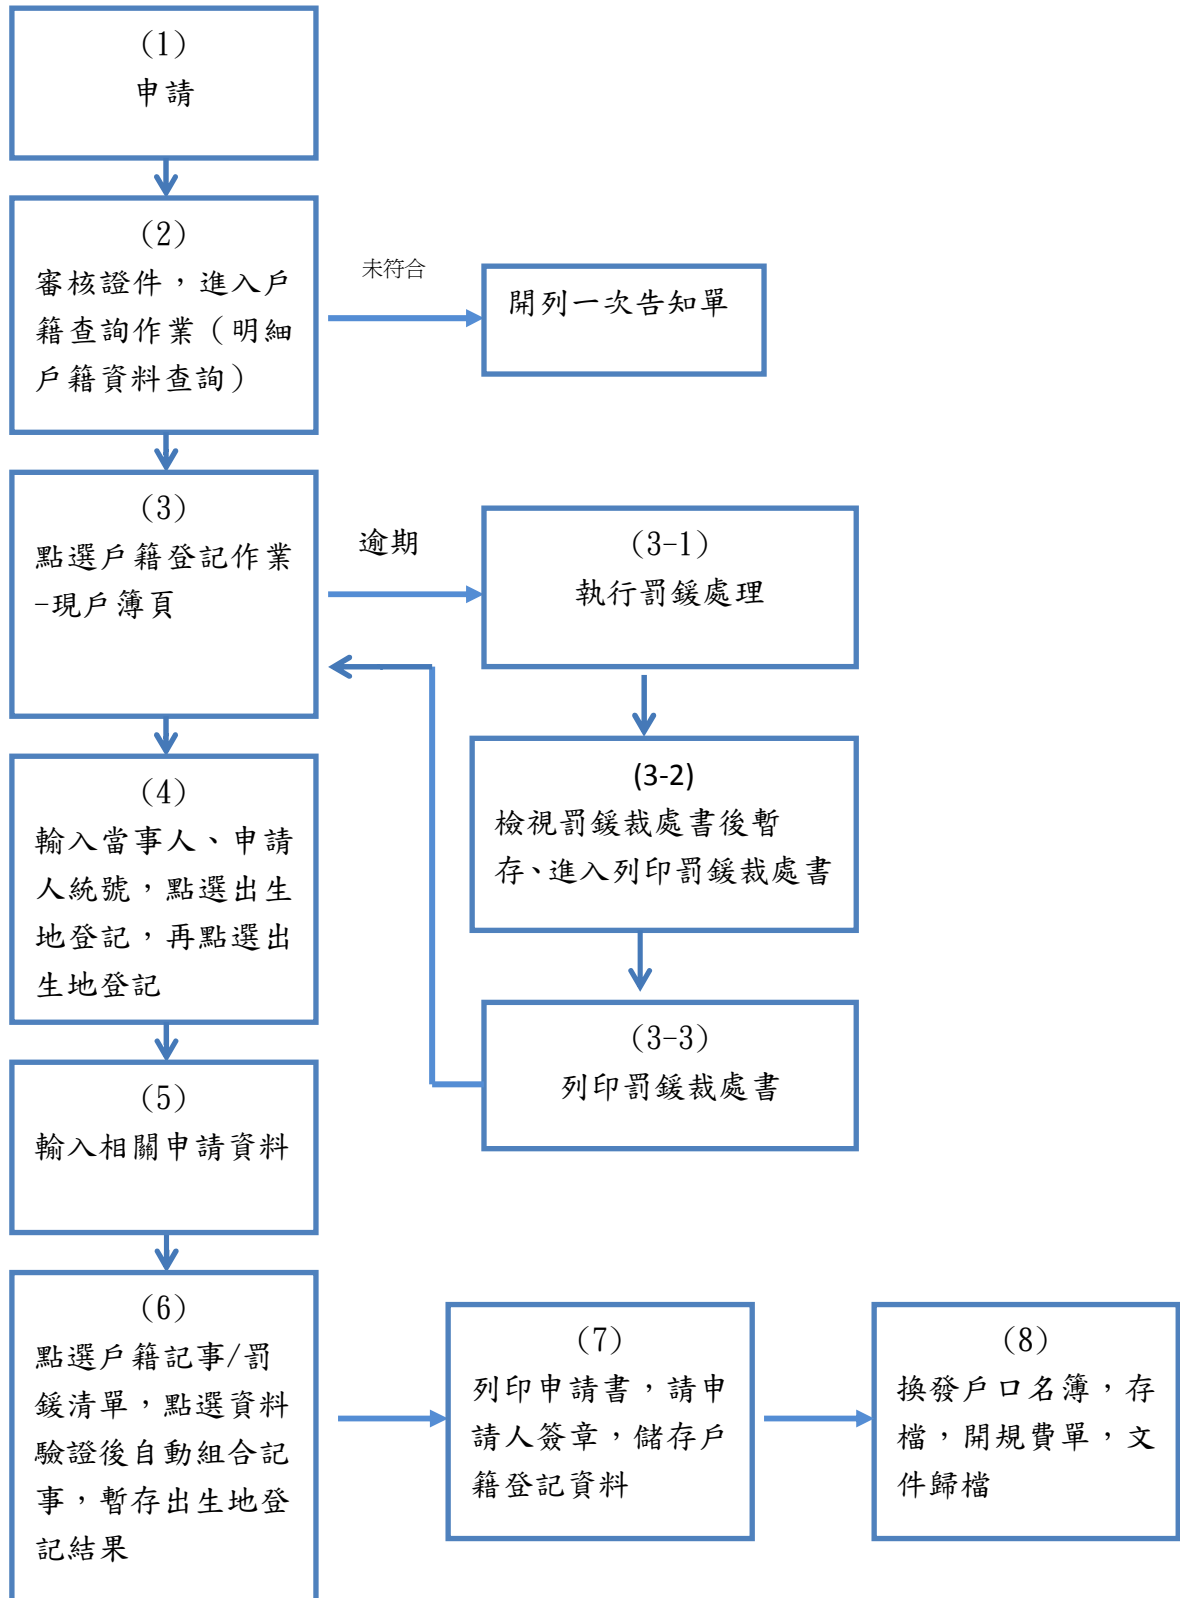 (1)
申請
(2)
審核證件，進入戶
籍查詢作業（明細
戶籍資料查詢）
未符合
開列一次告知單
(3)
點選戶籍登記作業
-現戶簿頁
逾期
(3-1)
執行罰鍰處理
(3-2)
檢視罰鍰裁處書後暫
存、進入列印罰鍰裁處書
(3-3)
列印罰鍰裁處書
(4)
輸入當事人、申請
人統號，點選出生
地登記，再點選出
生地登記
(5)
輸入相關申請資料
(6)
點選戶籍記事/罰
鍰清單，點選資料
驗證後自動組合記
事，暫存出生地登
記結果
(7)
列印申請書，請申
請人簽章，儲存戶
籍登記資料
(8)
換發戶口名簿，存
檔，開規費單，文
件歸檔